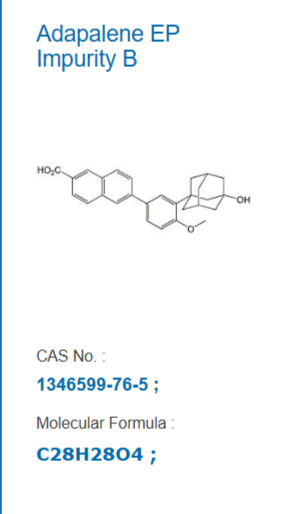 Adapalene EP
Impurity B
HO₂C
OH
O
CAS No. :
1346599-76-5 ;
Molecular Formula :
C28H28O4 ;